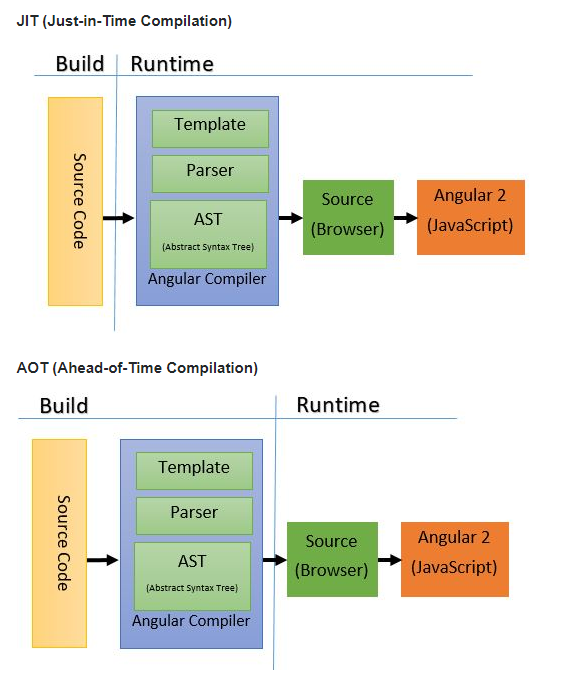 JIT (Just-in-Time Compilation)
Build
Runtime
Source Code
Template
Parser
AST
(Abstract Syntax Tree)
Angular Compiler
Source
(Browser)
Angular 2
(JavaScript)
AOT (Ahead-of-Time Compilation)
Build
Runtime
Source Code
Template
Parser
AST
(Abstract Syntax Tree)
Angular Compiler
Source
(Browser)
Angular 2
(JavaScript)